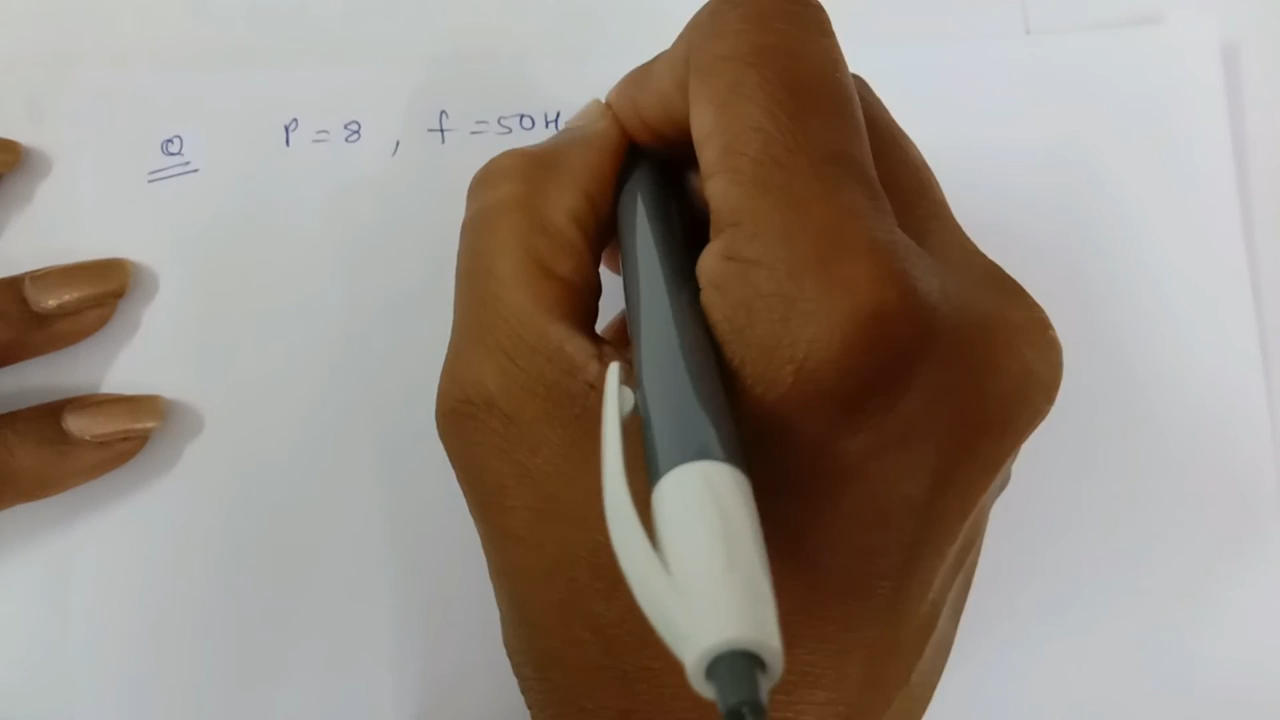 Q P = 8 , f = 50H